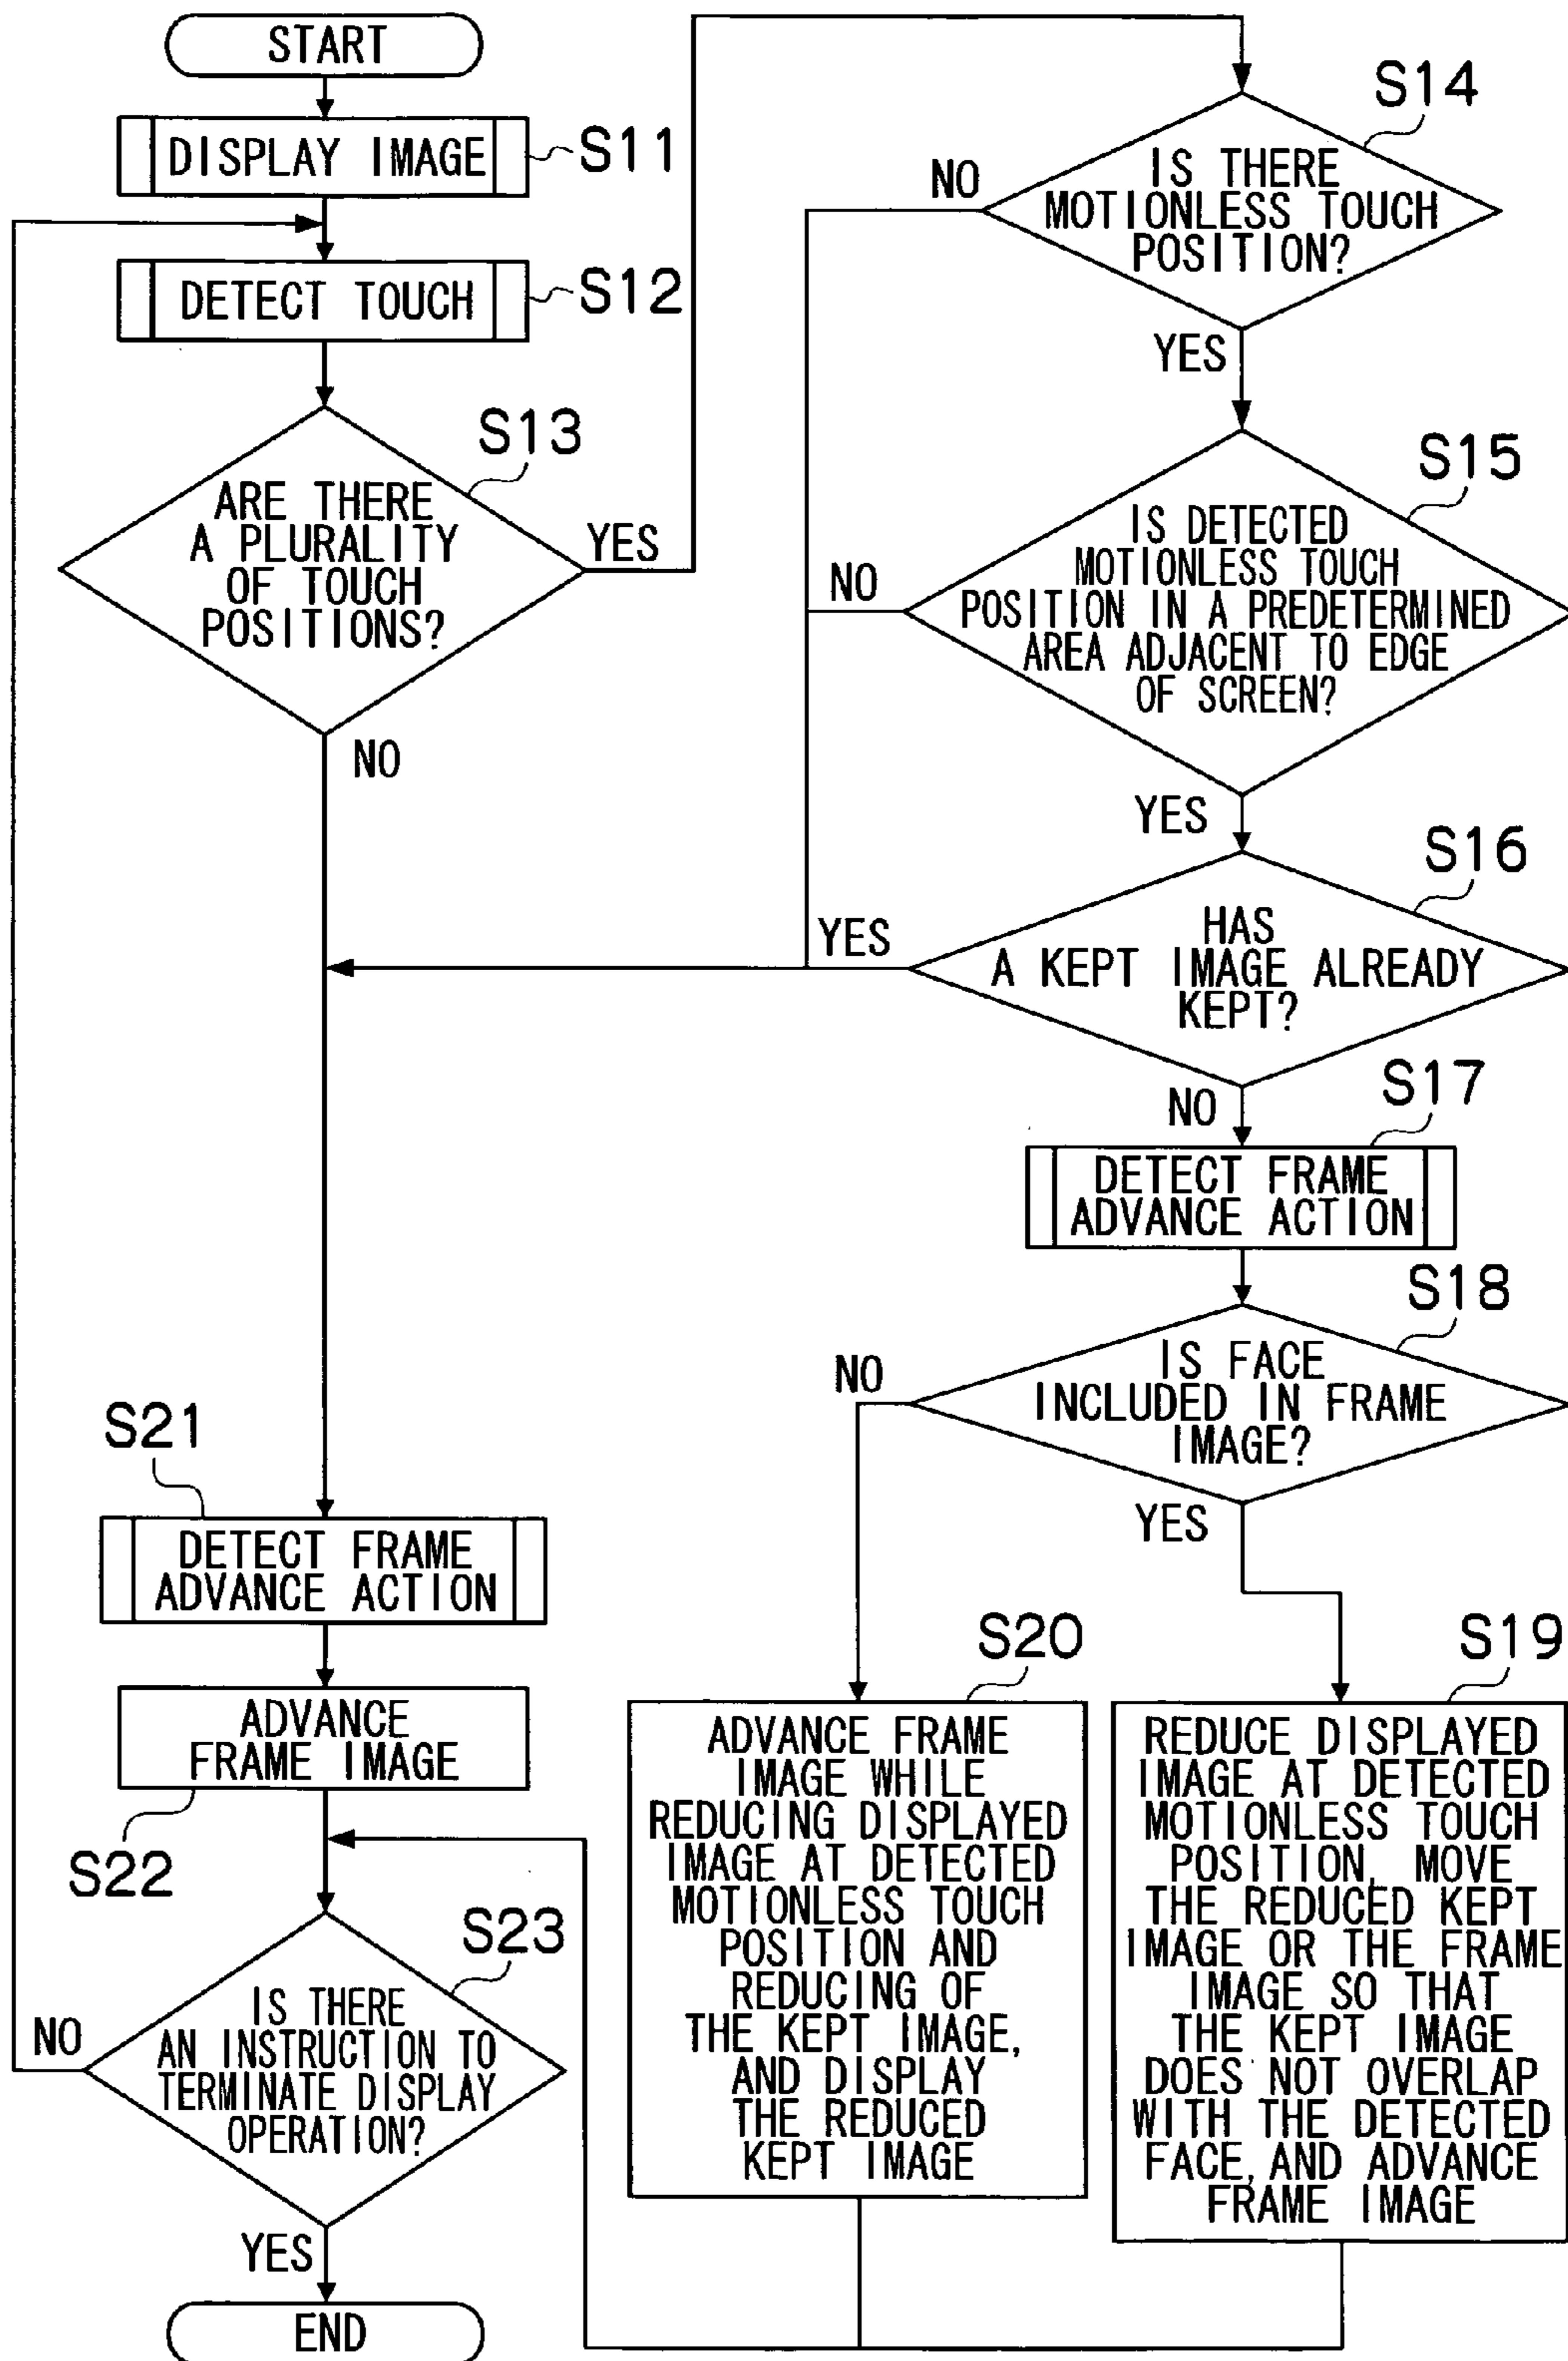 START
DISPLAY IMAGE
S11
DETECT TOUCH
S12
S13
ARE THERE
A PLURALITY
OF TOUCH
POSITIONS?
YES
NO
S14
IS THERE
MOTIONLESS TOUCH
POSITION?
NO
YES
S15
IS DETECTED
MOTIONLESS TOUCH
POSITION IN A PREDETERMINED
AREA ADJACENT TO EDGE
OF SCREEN?
NO
YES
S16
HAS
A KEPT IMAGE ALREADY
KEPT?
YES
NO
S17
DETECT FRAME
ADVANCE ACTION
S18
IS FACE
INCLUDED IN FRAME
IMAGE?
NO
YES
S19
REDUCE DISPLAYED
IMAGE AT DETECTED
MOTIONLESS TOUCH
POSITION, MOVE
THE REDUCED KEPT
IMAGE OR THE FRAME
IMAGE SO THAT
THE KEPT IMAGE
DOES NOT OVERLAP
WITH THE DETECTED
FACE, AND ADVANCE
FRAME IMAGE
S20
ADVANCE FRAME
IMAGE WHILE
REDUCING DISPLAYED
IMAGE AT DETECTED
MOTIONLESS TOUCH
POSITION AND
REDUCING OF
THE KEPT IMAGE,
AND DISPLAY
THE REDUCED
KEPT IMAGE
S21
DETECT FRAME
ADVANCE ACTION
ADVANCE
FRAME IMAGE
S22
S23
IS THERE
AN INSTRUCTION TO
TERMINATE DISPLAY
OPERATION?
NO
YES
END